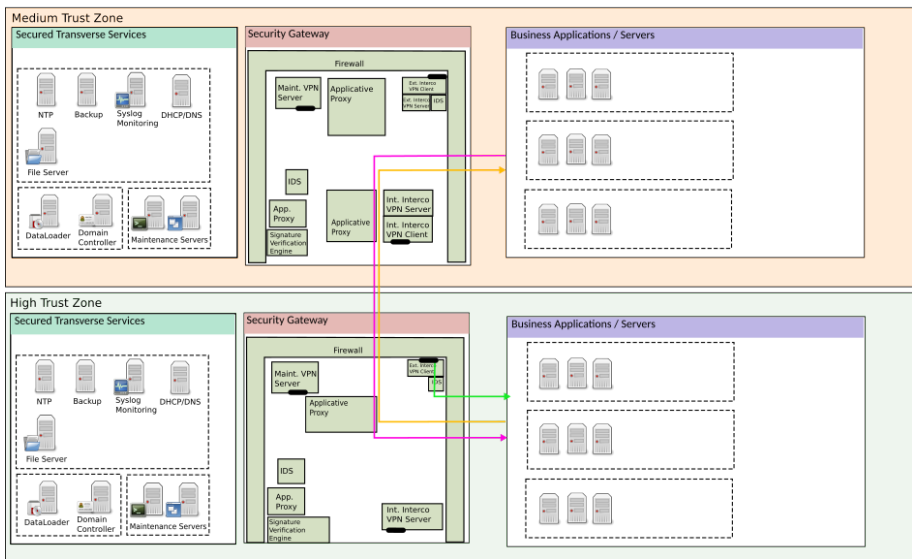 Medium Trust Zone
Secured Transverse Services
NTP
Backup
Syslog
Monitoring
DHCP/DNS
File Server
DataLoader
Domain
Controller
Maintenance Servers
Security Gateway
Firewall
Maint. VPN
Server
Applicative
Proxy
Ext. Interco
VPN Client
Ext. Interco
VPN Server
IDS
IDS
App.
Proxy
Signature
Verification
Engine
Applicative
Proxy
Int. Interco
VPN Server
Int. Interco
VPN Client
Business Applications / Servers
High Trust Zone
Secured Transverse Services
NTP
Backup
Syslog
Monitoring
DHCP/DNS
File Server
DataLoader
Domain
Controller
Maintenance Servers
Security Gateway
Firewall
Maint. VPN
Server
Applicative
Proxy
Ext. Interco
VPN Client
IDS
IDS
App.
Proxy
Signature
Verification
Engine
Int. Interco
VPN Server
Business Applications / Servers